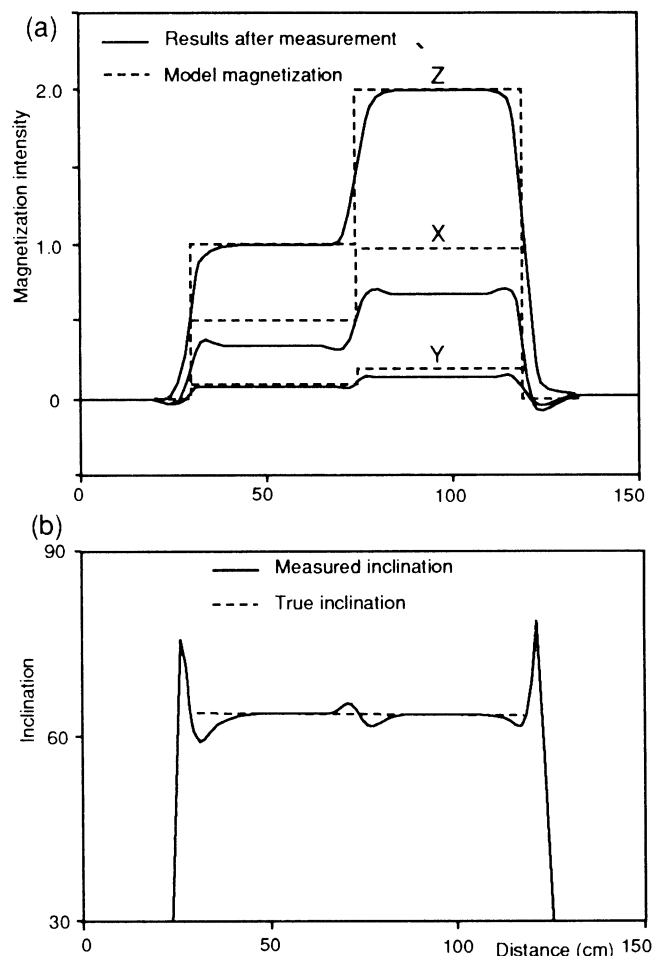 (a)
Results after measurement
Model magnetization
Z
X
Y
Magnetization intensity
2.0
1.0
0
0
50
100
150
(b)
Measured inclination
True inclination
Inclination
90
60
30
0
50
100
Distance (cm)
150